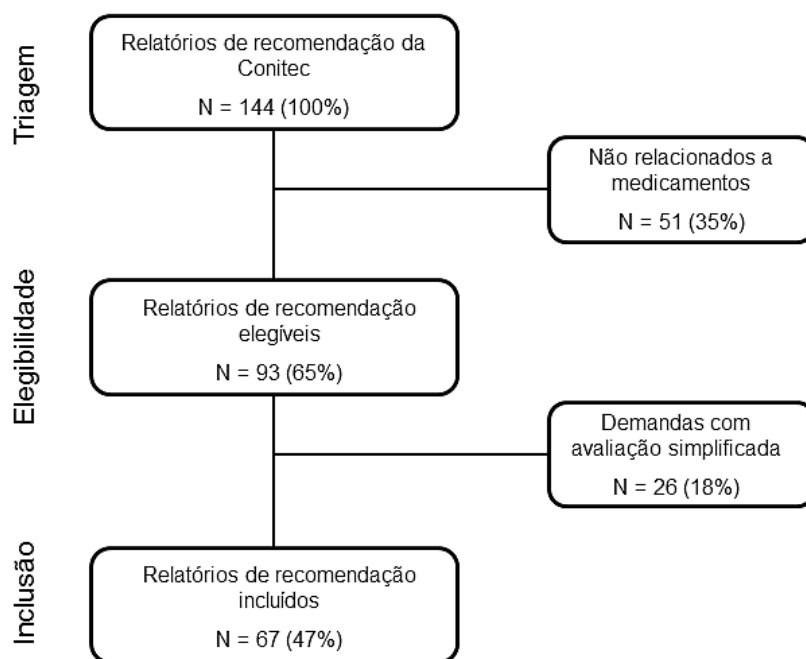 Triagem
Relatórios de recomendação da
Conitec
N = 144 (100%)
Não relacionados a
medicamentos
N = 51 (35%)
Elegibilidade
Relatórios de recomendação
elegíveis
N = 93 (65%)
Demandas com
avaliação simplificada
N = 26 (18%)
Inclusão
Relatórios de recomendação
incluídos
N = 67 (47%)